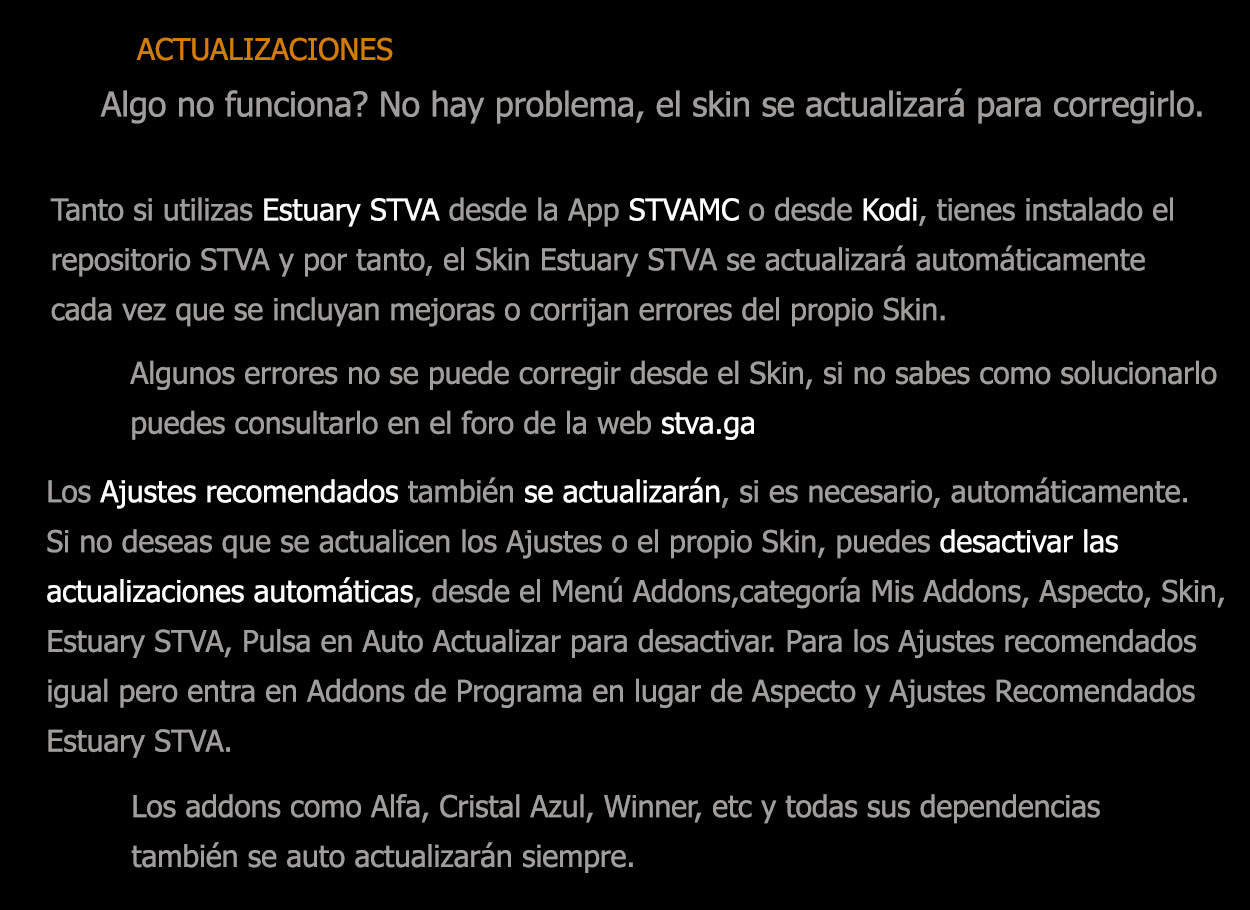 ACTUALIZACIONES
Algo no funciona? No hay problema, el skin se actualizará para corregirlo.
Tanto si utilizas Estuary STVA desde la App STVAMC o desde Kodi, tienes instalado el
repositorio STVA y por tanto, el Skin Estuary STVA se actualizará automáticamente
cada vez que se incluyan mejoras o corrijan errores del propio Skin.
Algunos errores no se puede corregir desde el Skin, si no sabes como solucionarlo
puedes consultarlo en el foro de la web stva.ga
Los Ajustes recomendados también se actualizarán, si es necesario, automáticamente.
Si no deseas que se actualicen los Ajustes o el propio Skin, puedes desactivar las
actualizaciones automáticas, desde el Menú Addons,categoría Mis Addons, Aspecto, Skin,
Estuary STVA, Pulsa en Auto Actualizar para desactivar. Para los Ajustes recomendados
igual pero entra en Addons de Programa en lugar de Aspecto y Ajustes Recomendados
Estuary STVA.
Los addons como Alfa, Cristal Azul, Winner, etc y todas sus dependencias
también se auto actualizarán siempre.